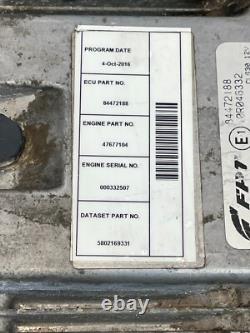 PROGRAM.DATE
4-Oct-2016
ECU PART NO.
84472188
ENGINE PART NO.
47677104
ENGINE SERIAL NO.
000332507
DATASET PART NO.
5802169331
84472188
E1
FPT